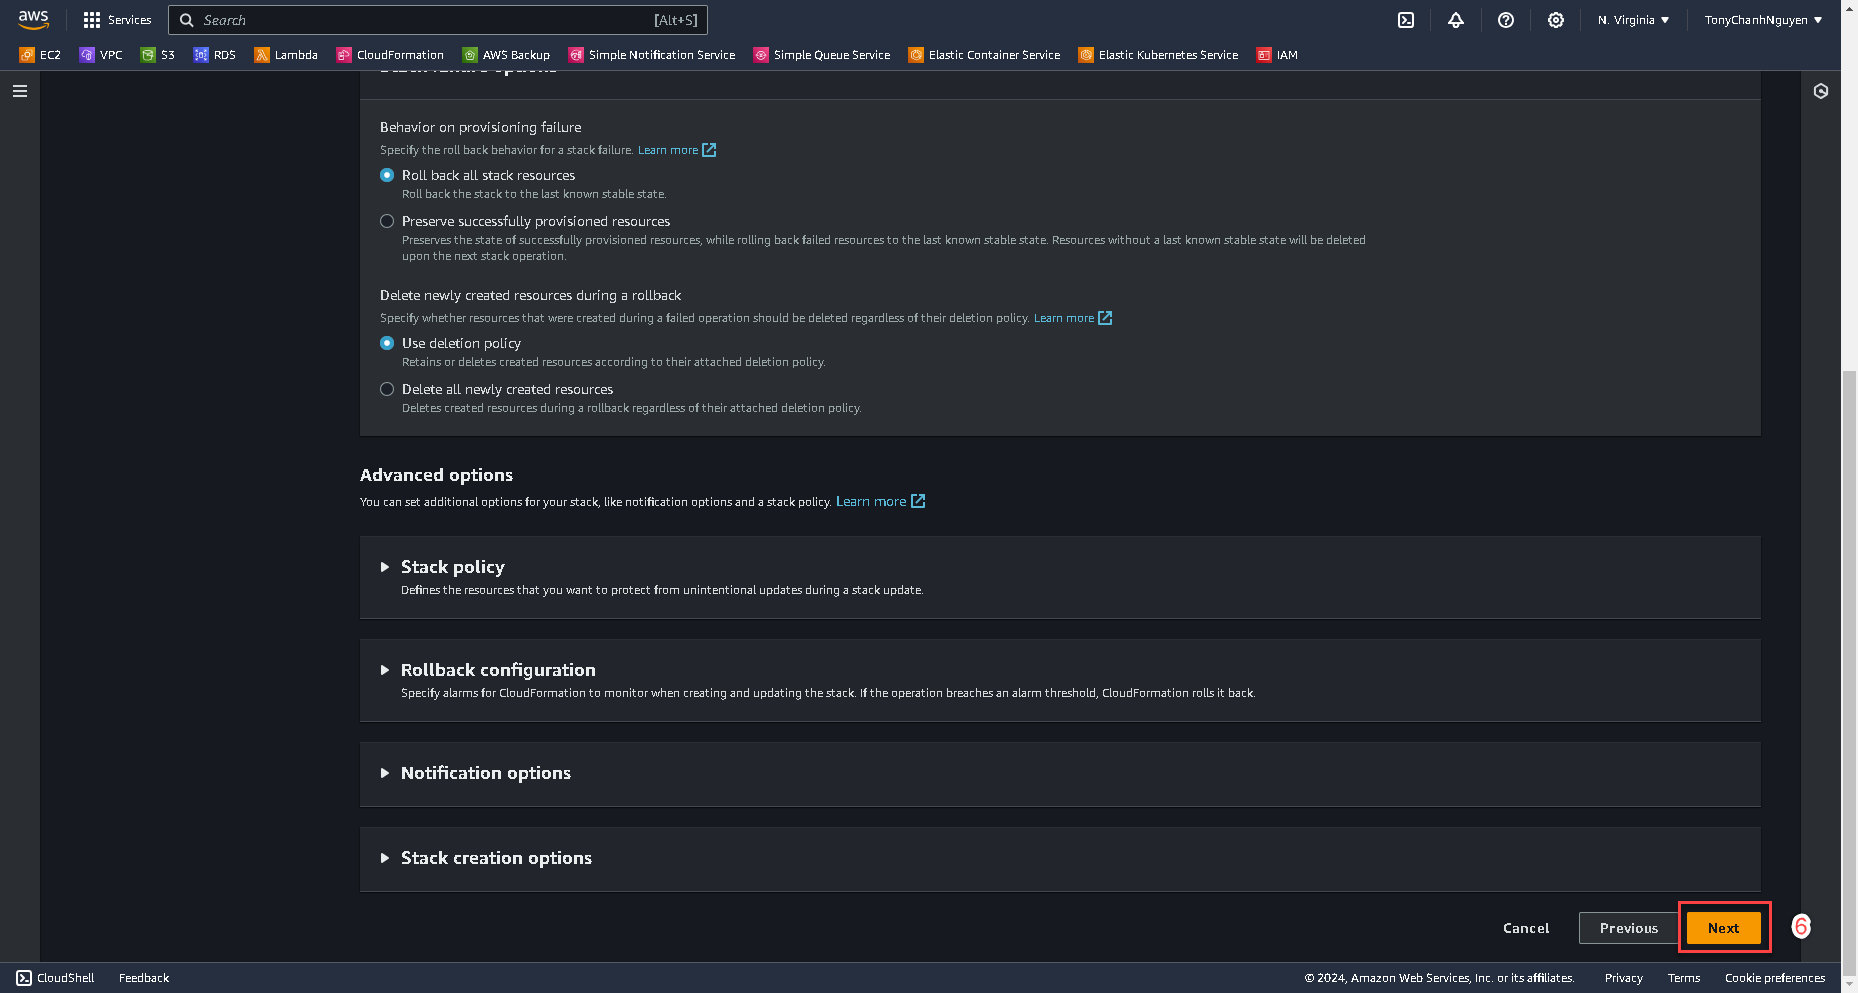 aws
Services
Search
[Alt+S]
N. Virginia
TonyChanhNguyen
EC2
VPC
S3
RDS
Lambda
CloudFormation
AWS Backup
Simple Notification Service
Simple Queue Service
Elastic Container Service
Elastic Kubernetes Service
IAM
Behavior on provisioning failure
Specify the roll back behavior for a stack failure. Learn more
Roll back all stack resources
Roll back the stack to the last known stable state.
Preserve successfully provisioned resources
Preserves the state of successfully provisioned resources, while rolling back failed resources to the last known stable state. Resources without a last known stable state will be deleted
upon the next stack operation.
Delete newly created resources during a rollback
Specify whether resources that were created during a failed operation should be deleted regardless of their deletion policy. Learn more
Use deletion policy
Retains or deletes created resources according to their attached deletion policy.
Delete all newly created resources
Deletes created resources during a rollback regardless of their attached deletion policy.
Advanced options
You can set additional options for your stack, like notification options and a stack policy. Learn more
Stack policy
Defines the resources that you want to protect from unintentional updates during a stack update.
Rollback configuration
Specify alarms for CloudFormation to monitor when creating and updating the stack. If the operation breaches an alarm threshold, CloudFormation rolls it back.
Notification options
Stack creation options
Cancel
Previous
Next
6
CloudShell
Feedback
© 2024, Amazon Web Services, Inc. or its affiliates.
Privacy
Terms
Cookie preferences